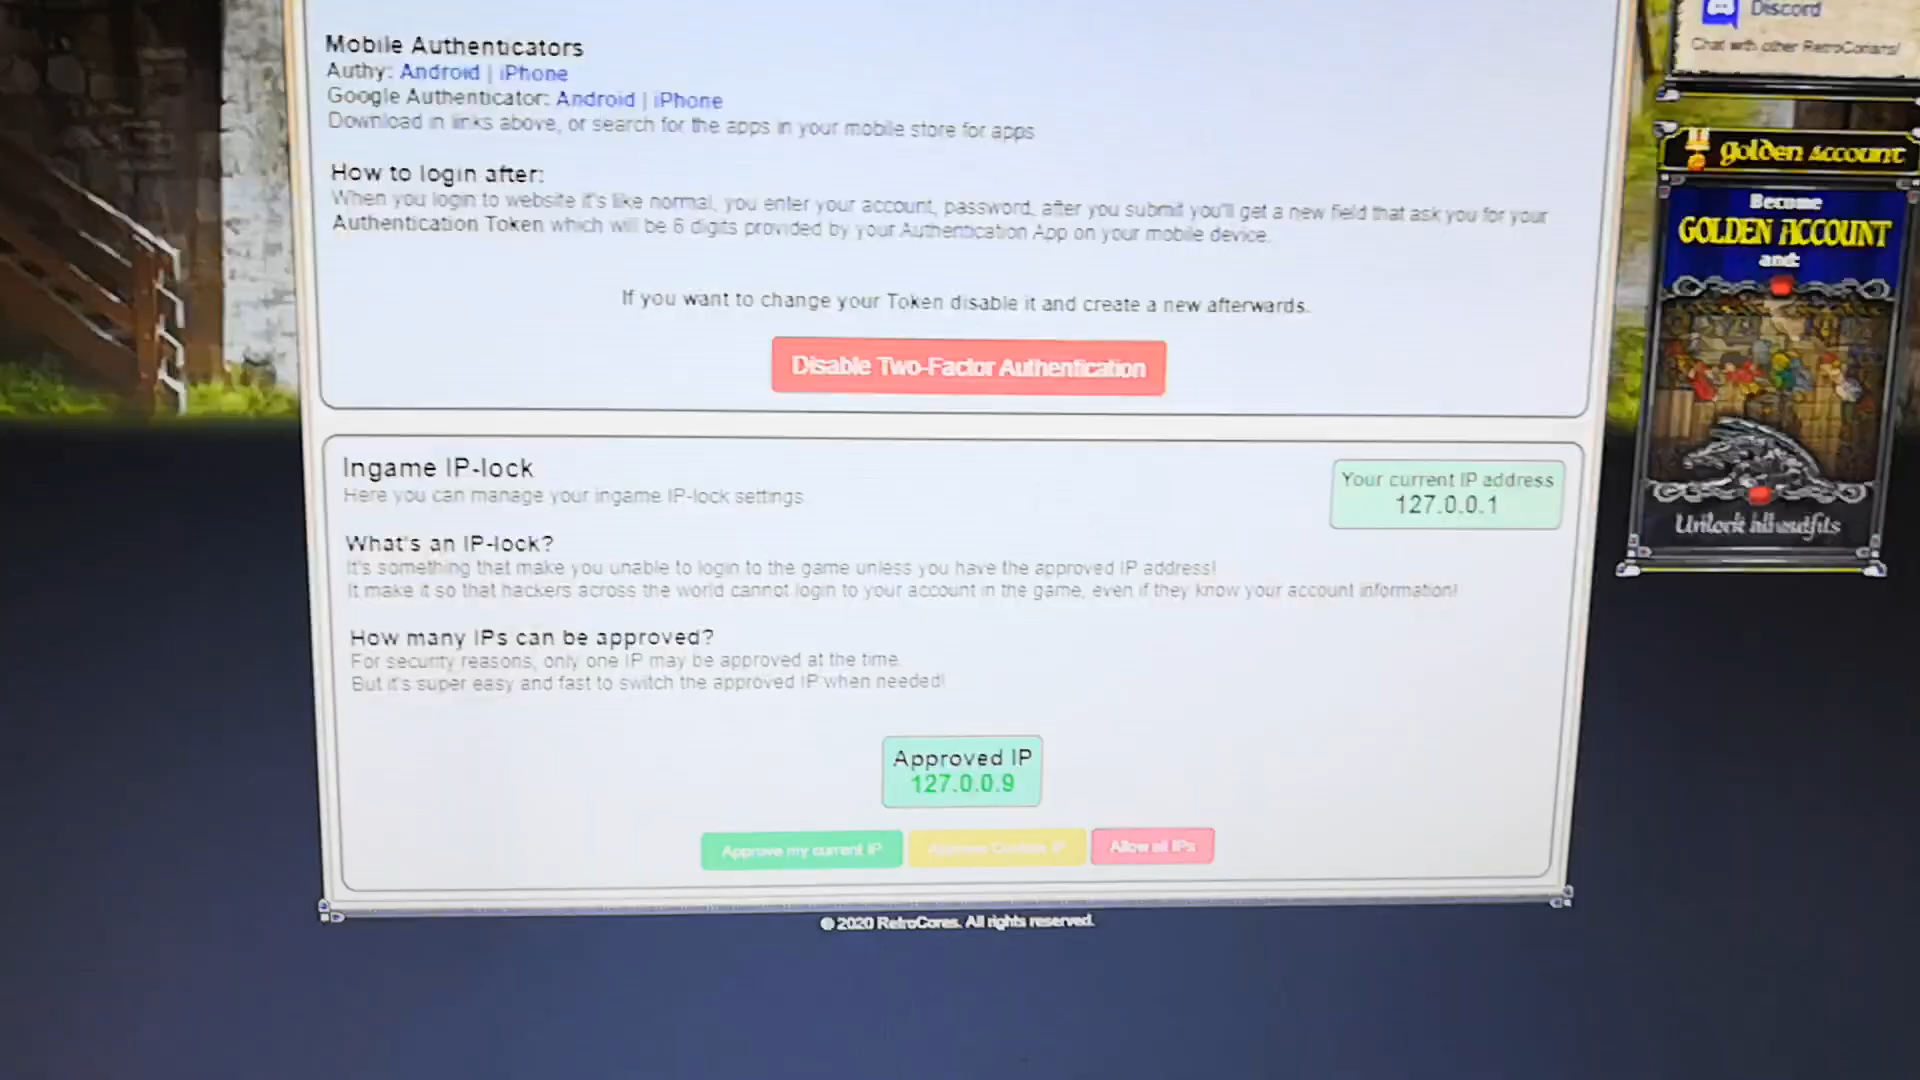 Mobile Authenticators
Authy: Android | iPhone
Google Authenticator: Android | iPhone
Download in links above, or search for the apps in your mobile store for apps
How to login after:
When you login to website it's like normal, you enter your account, password, after you submit you'll get a new field that ask you for your
Authentication Token which will be 6 digits provided by your Authentication App on your mobile device.
If you want to change your Token disable it and create a new afterwards.
Disable Two-Factor Authentication
Ingame IP-lock
Here you can manage your ingame IP-lock settings
Your current IP address
127.0.0.1
What's an IP-lock?
It's something that make you unable to login to the game unless you have the approved IP address!
It make it so that hackers across the world cannot login to your account in the game, even if they know your account information!
How many IPs can be approved?
For security reasons, only one IP may be approved at the time.
But it's super easy and fast to switch the approved IP when needed!
Approved IP
127.0.0.9
Approve my current IP
Approve Custom IP
Allow all IPs
© 2020 RetroCores. All rights reserved.
Discord
Chat with other RetroCorians!
Golden Account
Become
GOLDEN ACCOUNT
and:
Unlock all outfits